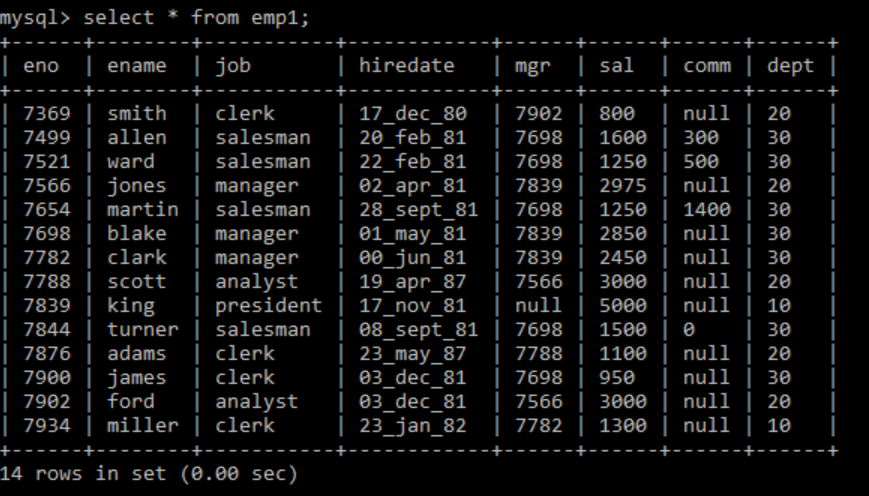 mysql> select * from emp1;
+------+--------+-----------+------------+------+------+------+------+
| eno | ename | job | hiredate | mgr | sal | comm | dept |
+------+--------+-----------+------------+------+------+------+------+
| 7369 | smith | clerk | 17_dec_80 | 7902 | 800 | null | 20 |
| 7499 | allen | salesman | 20_feb_81 | 7698 | 1600 | 300 | 30 |
| 7521 | ward | salesman | 22_feb_81 | 7698 | 1250 | 500 | 30 |
| 7566 | jones | manager | 02_apr_81 | 7839 | 2975 | null | 20 |
| 7654 | martin | salesman | 28_sept_81 | 7698 | 1250 | 1400 | 30 |
| 7698 | blake | manager | 01_may_81 | 7839 | 2850 | null | 30 |
| 7782 | clark | manager | 00_jun_81 | 7839 | 2450 | null | 30 |
| 7788 | scott | analyst | 19_apr_87 | 7566 | 3000 | null | 20 |
| 7839 | king | president | 17_nov_81 | null | 5000 | null | 10 |
| 7844 | turner | salesman | 08_sept_81 | 7698 | 1500 | 0 | 30 |
| 7876 | adams | clerk | 23_may_87 | 7788 | 1100 | null | 20 |
| 7900 | james | clerk | 03_dec_81 | 7698 | 950 | null | 30 |
| 7902 | ford | analyst | 03_dec_81 | 7566 | 3000 | null | 20 |
| 7934 | miller | clerk | 23_jan_82 | 7782 | 1300 | null | 10 |
+------+--------+-----------+------------+------+------+------+------+
14 rows in set (0.00 sec)